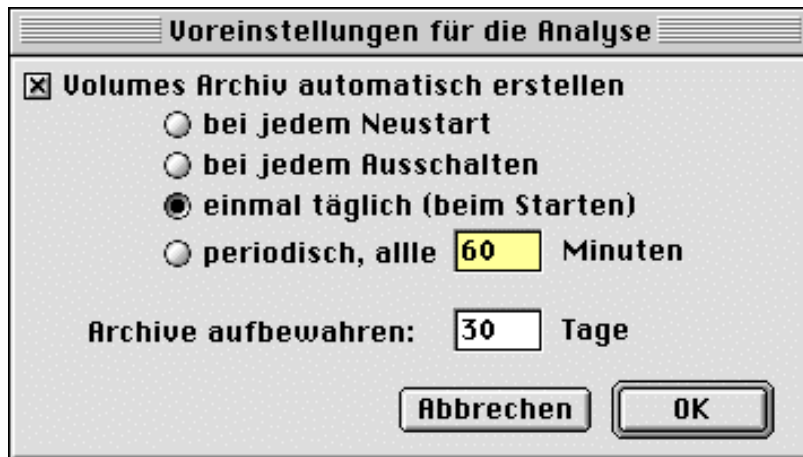 Voreinstellungen für die Analyse
Volumes Archiv automatisch erstellen
bei jedem Neustart
bei jedem Ausschalten
einmal täglich (beim Starten)
periodisch, allle 60 Minuten
Archive aufbewahren: 30 Tage
Abbrechen OK